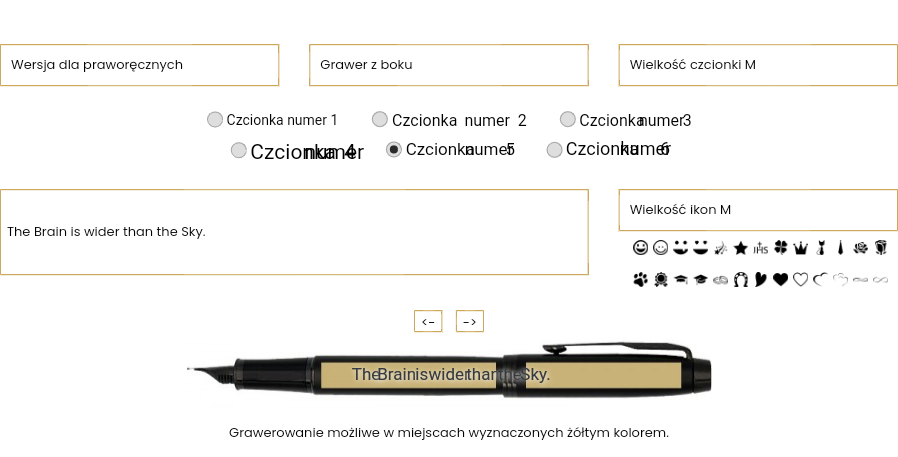 Wersja dla praworęcznych Grawer z boku Wielkość czcionki M
Czcionka numer 1 Czcionka numer 2 Czcionka numer 3
Czcionka numer 4 Czcionka numer 5 Czcionka numer 6
Wielkość ikon M
The Brain is wider than the Sky.
IHS
<- ->
The Brain is wider than the Sky.
Grawerowanie możliwe w miejscach wyznaczonych żółtym kolorem.